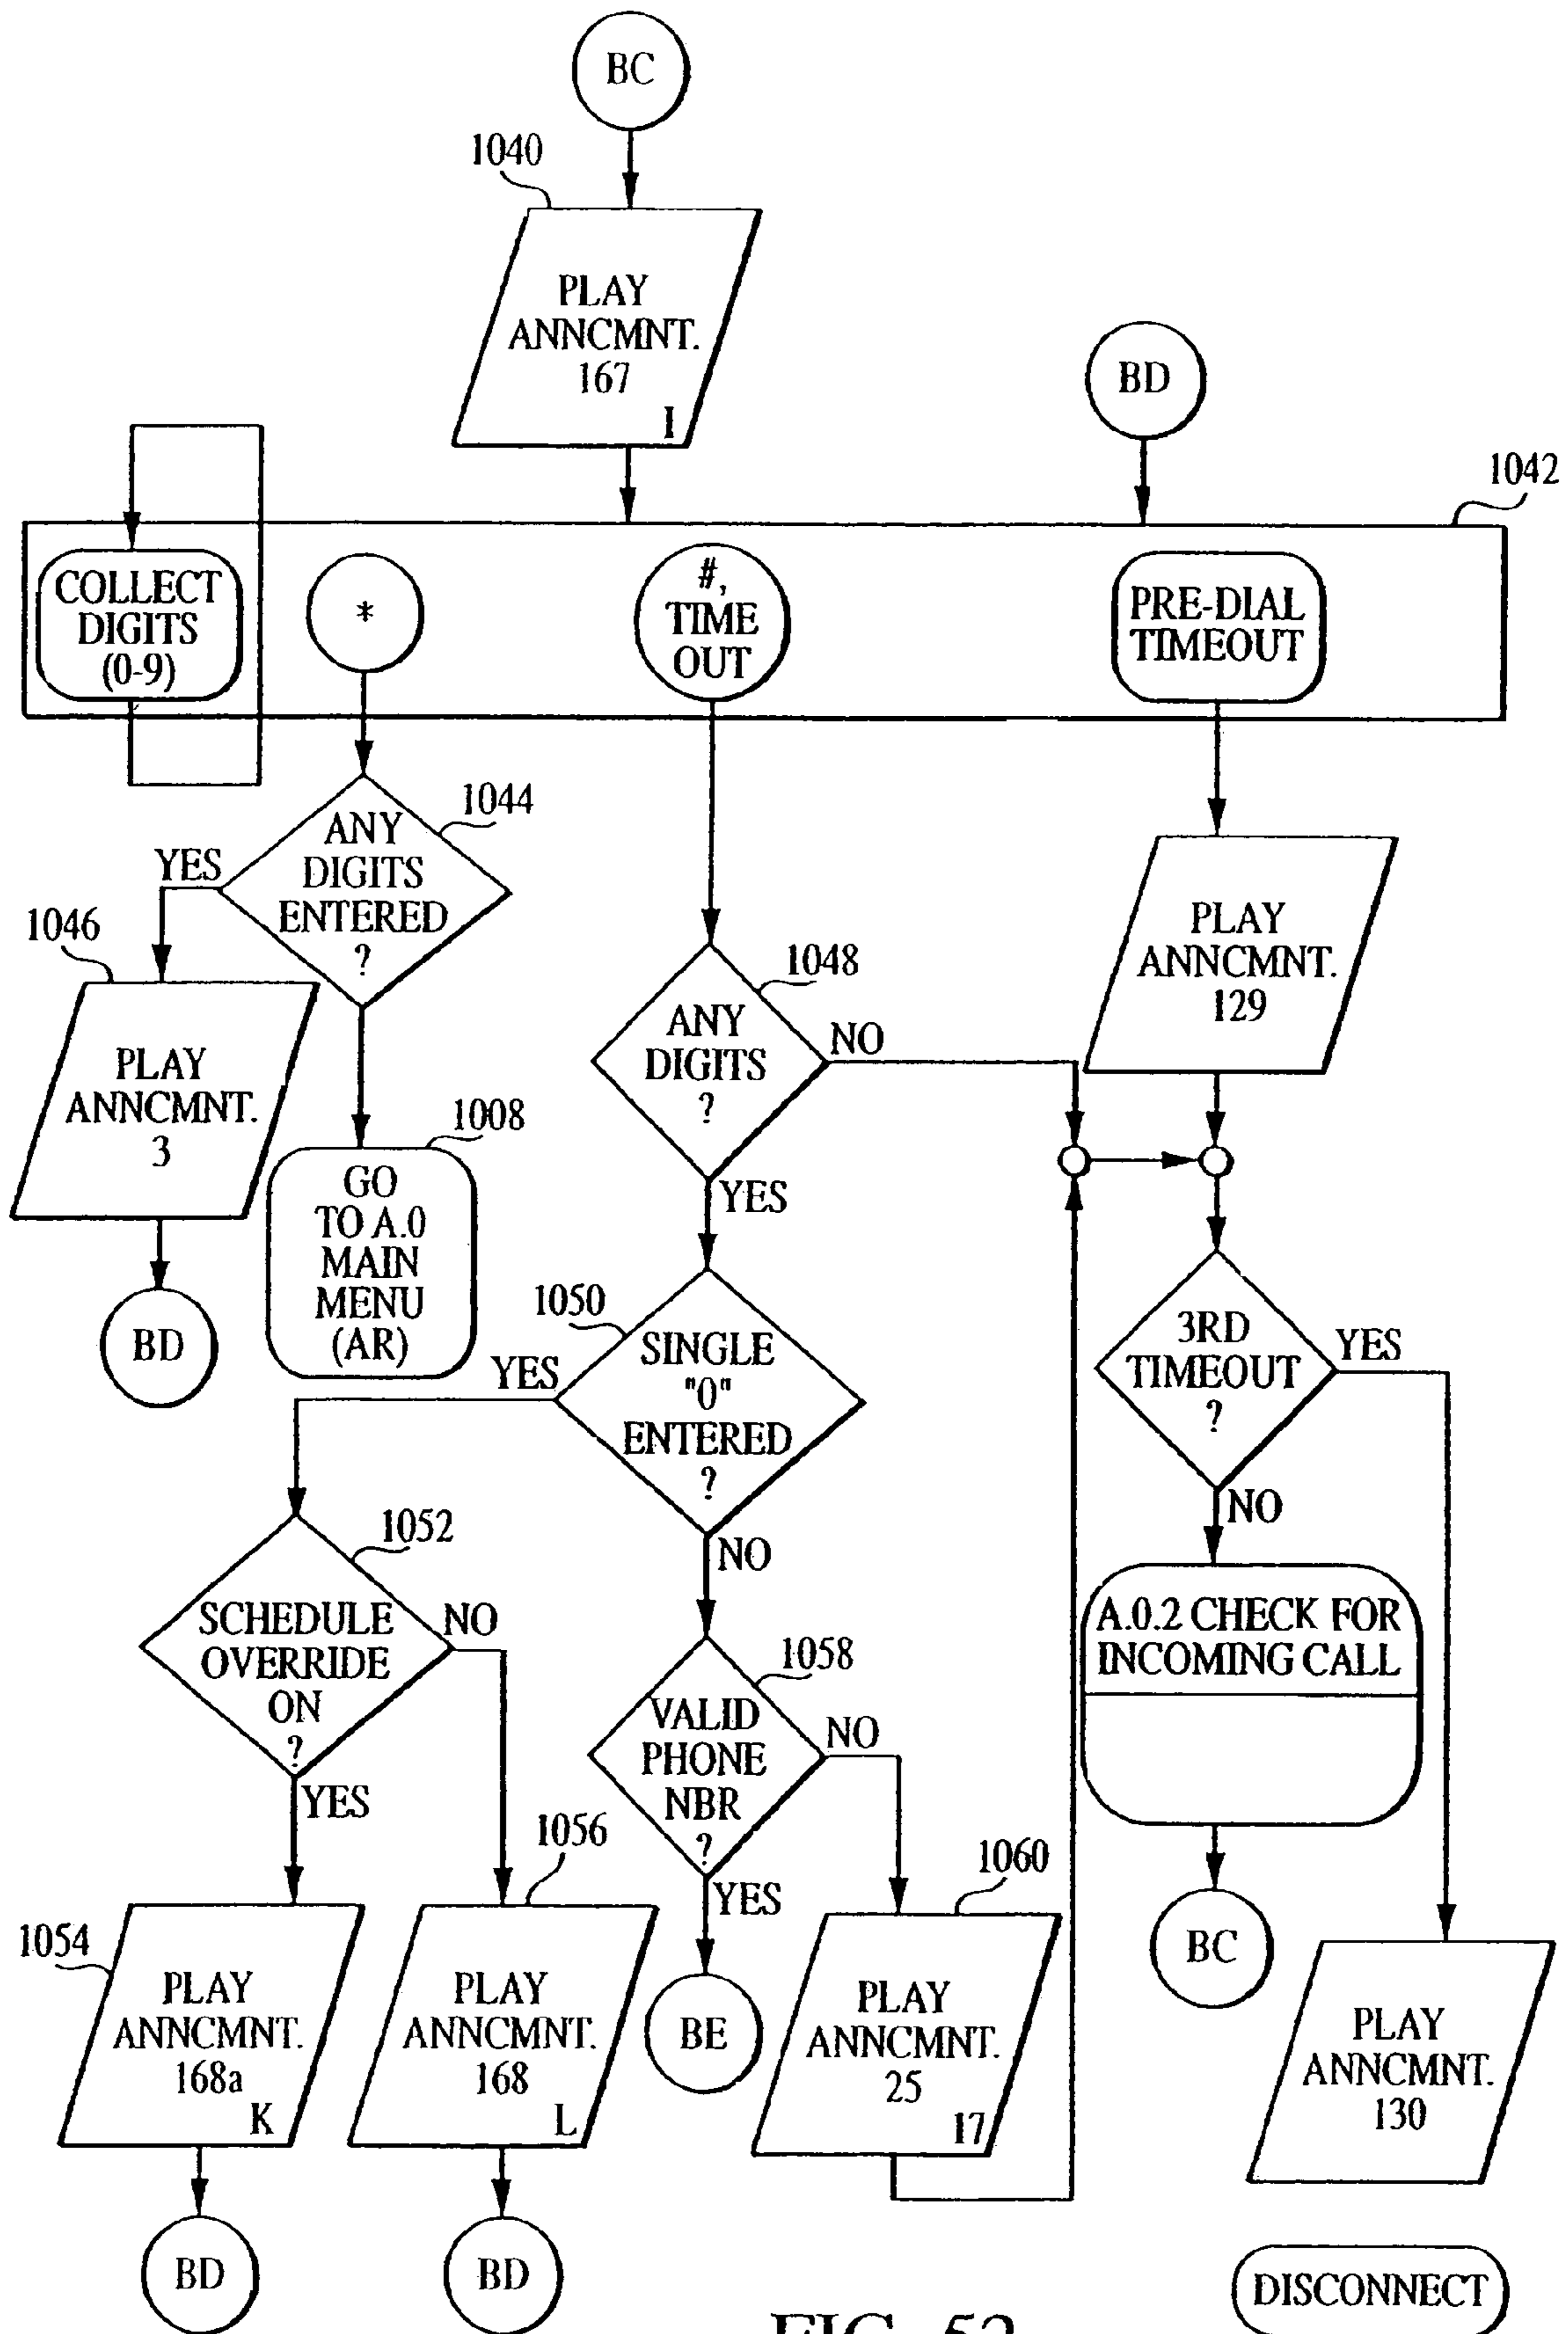 BC
1040
PLAY
ANNCMNT.
167
I
BD
1042
COLLECT
DIGITS
(0-9)
*
#,
TIME
OUT
PRE-DIAL
TIMEOUT
1044
ANY
DIGITS
ENTERED
?
YES
1046
PLAY
ANNCMNT.
3
BD
1008
GO
TO A.0
MAIN
MENU
(AR)
1048
ANY
DIGITS
?
NO
YES
PLAY
ANNCMNT.
129
1050
SINGLE
"0"
ENTERED
?
YES
NO
3RD
TIMEOUT
?
YES
NO
1052
SCHEDULE
OVERRIDE
ON
?
NO
YES
1058
VALID
PHONE
NBR
?
NO
YES
A.0.2 CHECK FOR
INCOMING CALL
BC
1054
PLAY
ANNCMNT.
168a
K
BD
1056
PLAY
ANNCMNT.
168
L
BD
BE
1060
PLAY
ANNCMNT.
25
17
PLAY
ANNCMNT.
130
DISCONNECT